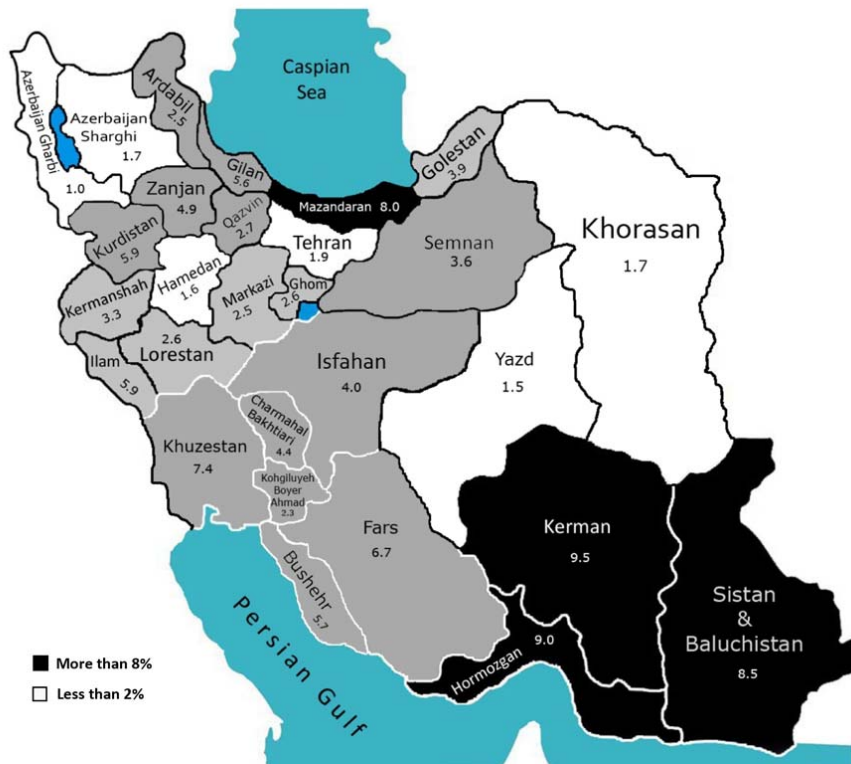 Caspian
Sea
Azerbaijan Gharbi
1.0
Azerbaijan
Sharghi
1.7
Ardabil
2.5
Gilan
5.6
Golestan
3.9
Mazandaran 8.0
Zanjan
4.9
Qazvin
2.7
Tehran
1.9
Semnan
3.6
Khorasan
1.7
Kurdistan
5.9
Hamedan
1.6
Markazi
2.5
Ghom
2.6
Kermanshah
3.3
2.6
Lorestan
Ilam
5.9
Isfahan
4.0
Yazd
1.5
Khuzestan
7.4
Charmahal
Bakhtiari
4.4
Kohgiluyeh
Boyer
Ahmad
2.3
Fars
6.7
Kerman
9.5
Bushehr
5.7
Sistan
&
Baluchistan
8.5
9.0
Hormozgan
Persian Gulf
More than 8%
Less than 2%